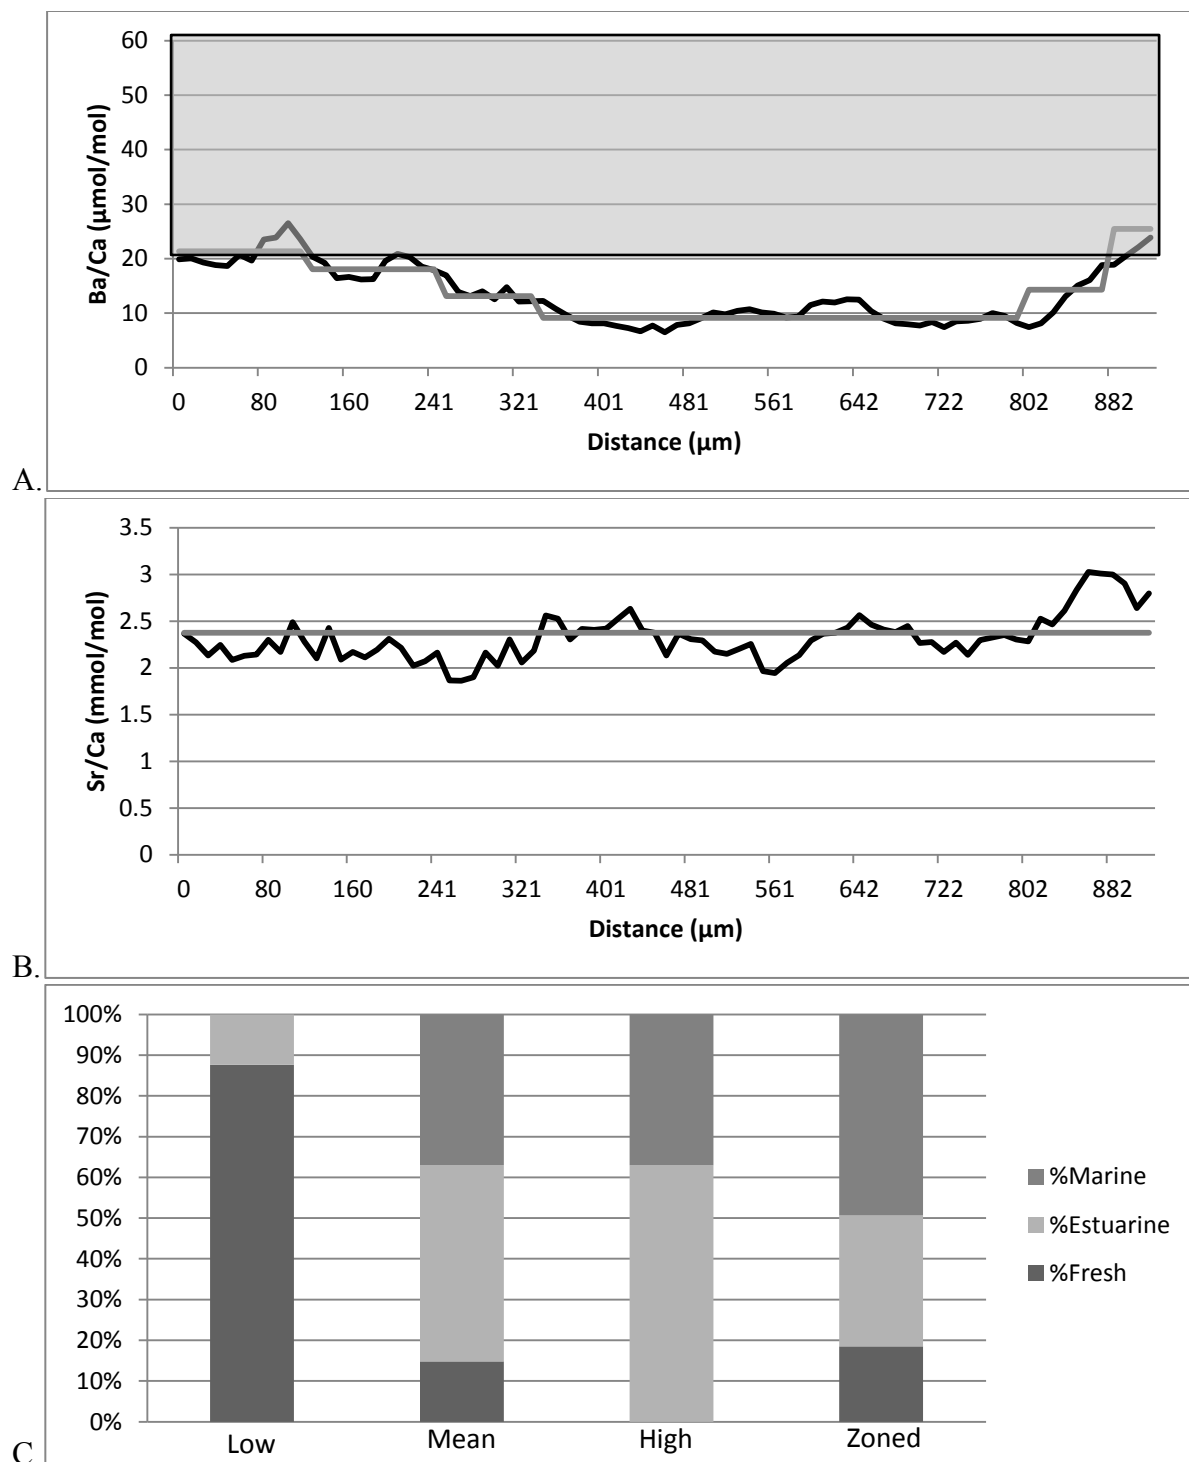 60
50
40
30
20
10
0
Ba/Ca (µmol/mol)
0 80 160 241 321 401 481 561 642 722 802 882
Distance (µm)
A.
3.5
3
2.5
2
1.5
1
0.5
0
Sr/Ca (mmol/mol)
0 80 160 241 321 401 481 561 642 722 802 882
Distance (µm)
B.
100%
90%
80%
70%
60%
50%
40%
30%
20%
10%
0%
Low Mean High Zoned
%Marine
%Estuarine
%Fresh
C